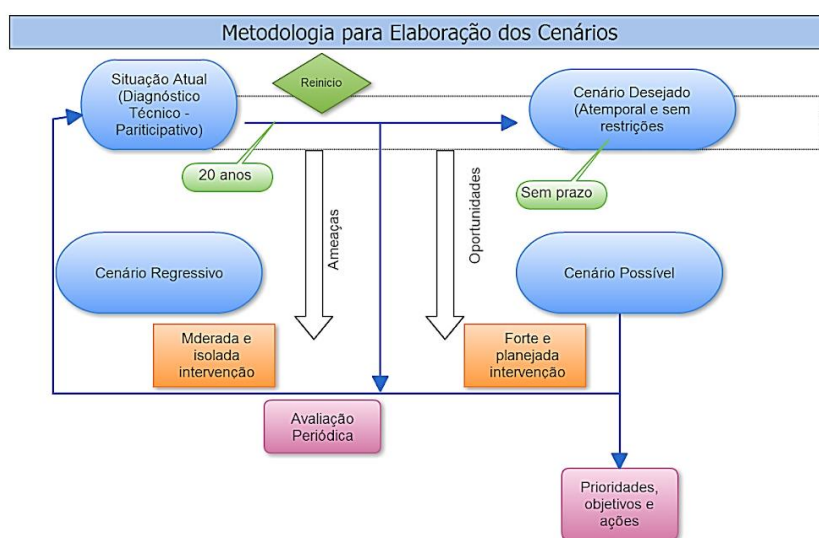 Metodologia para Elaboração dos Cenários
Situação Atual
(Diagnóstico
Técnico -
Pariticipativo)
Reinicio
Cenário Desejado
(Atemporal e sem
restrições)
20 anos
Sem prazo
Ameaças
Oportunidades
Cenário Regressivo
Cenário Possível
Mderada e
isolada
intervenção
Forte e
planejada
intervenção
Avaliação
Periódica
Prioridades,
objetivos e
ações